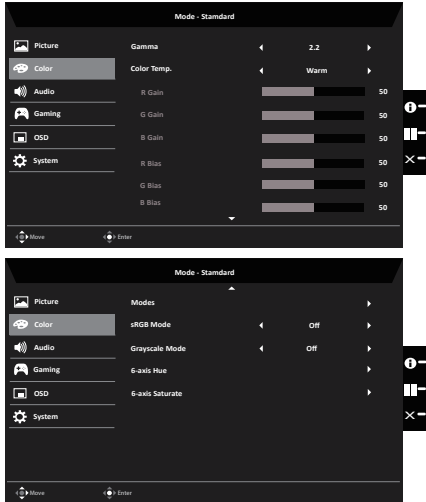 Mode - Standard
Picture
Gamma 2.2
Color
Color Temp. Warm
Audio
R Gain 50
Gaming
G Gain 50
OSD
B Gain 50
System
R Bias 50
G Bias 50
B Bias 50
Move Enter
Mode - Standard
Picture
Modes
Color
sRGB Mode Off
Audio
Grayscale Mode Off
Gaming
6-axis Hue
OSD
6-axis Saturate
System
Move Enter